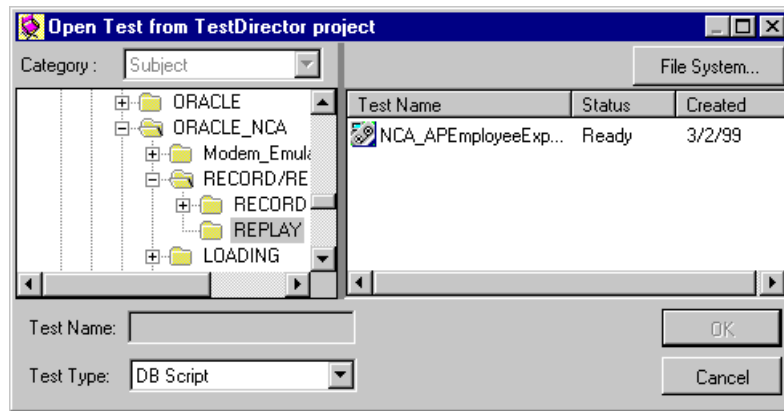 Open Test from TestDirector project
Category : Subject
File System...
ORACLE
ORACLE_NCA
Modem_Emula
RECORD/RE
RECORD
REPLAY
LOADING
Test Name Status Created
NCA_APEmployeeExp... Ready 3/2/99
Test Name:
OK
Test Type: DB Script
Cancel